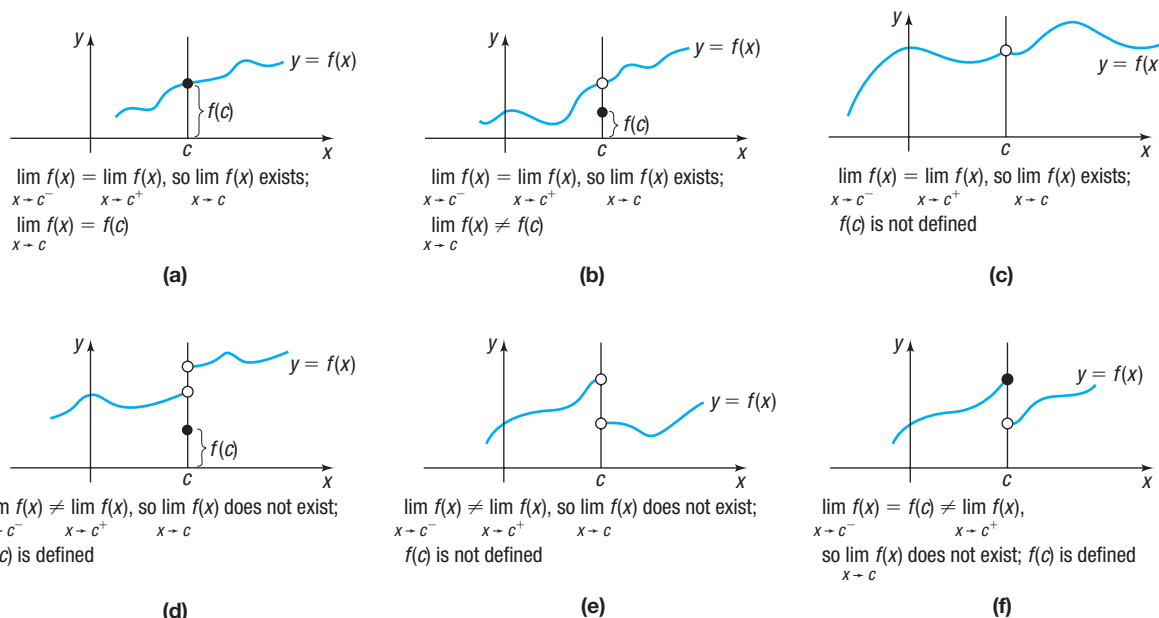 y
y = f(x)
f(c)
c
x
lim f(x) = lim f(x), so lim f(x) exists;
x → c⁻ x → c⁺ x → c
lim f(x) = f(c)
x → c
(a)
y
y = f(x)
f(c)
c
x
lim f(x) = lim f(x), so lim f(x) exists;
x → c⁻ x → c⁺ x → c
lim f(x) ≠ f(c)
x → c
(b)
y
y = f(x
c
x
lim f(x) = lim f(x), so lim f(x) exists;
x → c⁻ x → c⁺ x → c
f(c) is not defined
(c)
y
y = f(x)
f(c)
c
x
m f(x) ≠ lim f(x), so lim f(x) does not exist;
→ c⁻ x → c⁺ x → c
c) is defined
(d)
y
y = f(x)
c
x
lim f(x) ≠ lim f(x), so lim f(x) does not exist;
x → c⁻ x → c⁺ x → c
f(c) is not defined
(e)
y
y = f(x)
c
x
lim f(x) = f(c) ≠ lim f(x),
x → c⁻ x → c⁺
so lim f(x) does not exist; f(c) is defined
x → c
(f)